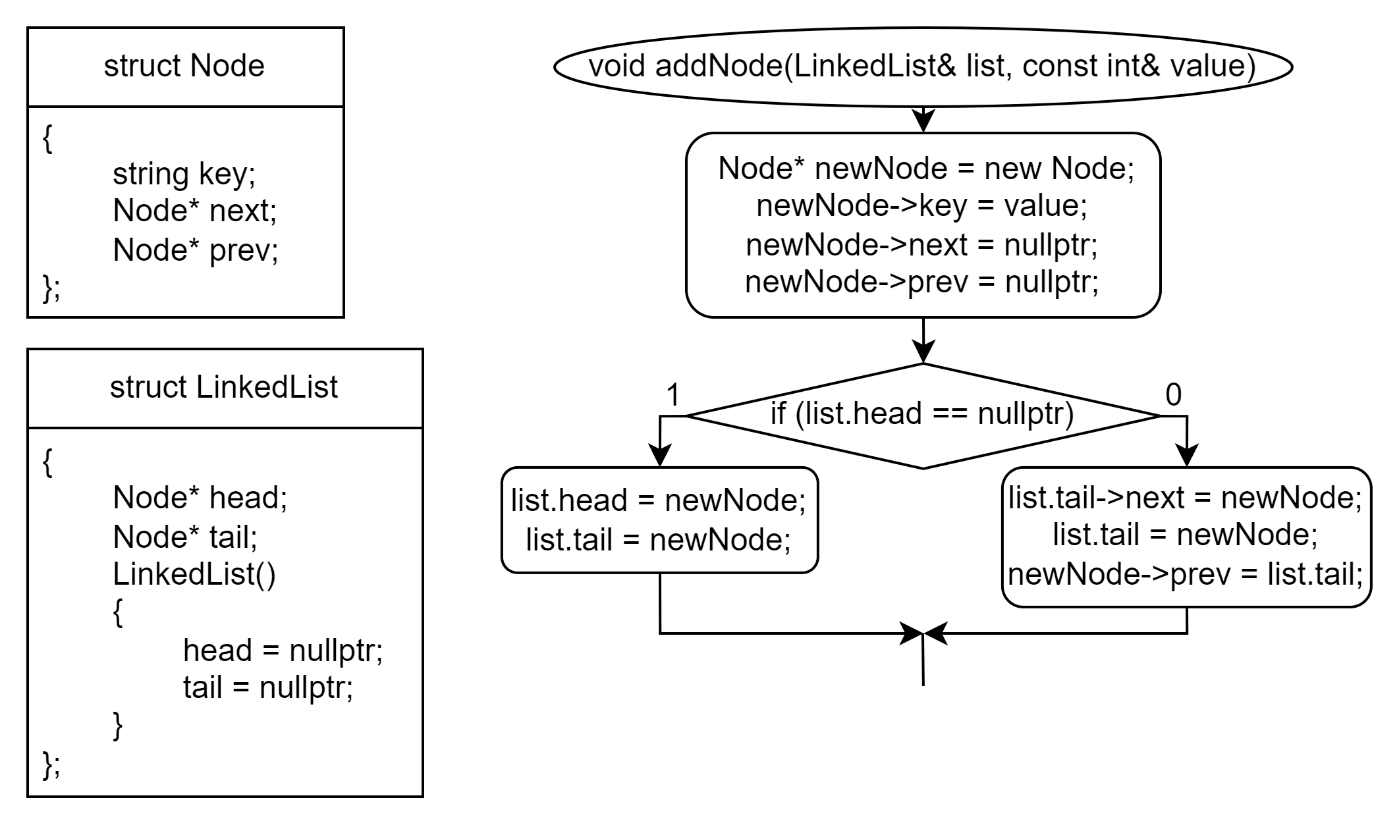 struct Node
{
string key;
Node* next;
Node* prev;
};
struct LinkedList
{
Node* head;
Node* tail;
LinkedList()
{
head = nullptr;
tail = nullptr;
}
};
void addNode(LinkedList& list, const int& value)
Node* newNode = new Node;
newNode->key = value;
newNode->next = nullptr;
newNode->prev = nullptr;
if (list.head == nullptr)
1
0
list.head = newNode;
list.tail = newNode;
list.tail->next = newNode;
list.tail = newNode;
newNode->prev = list.tail;